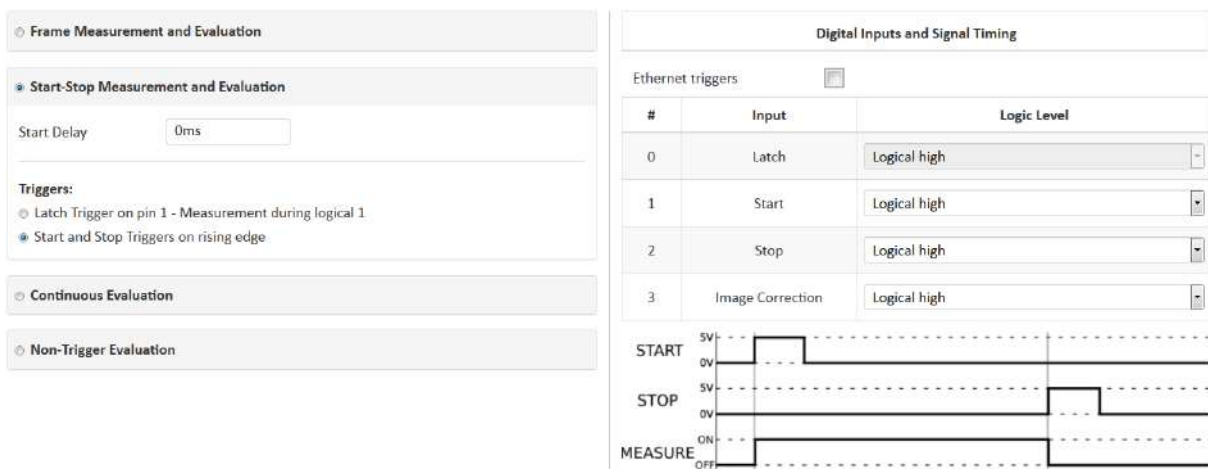 Frame Measurement and Evaluation
Start-Stop Measurement and Evaluation
Start Delay 0ms
Triggers:
Latch Trigger on pin 1 - Measurement during logical 1
Start and Stop Triggers on rising edge
Continuous Evaluation
Non-Trigger Evaluation
Digital Inputs and Signal Timing
Ethernet triggers
# Input Logic Level
0 Latch Logical high
1 Start Logical high
2 Stop Logical high
3 Image Correction Logical high
5V
START
0V
5V
STOP
0V
ON
MEASURE
OFF